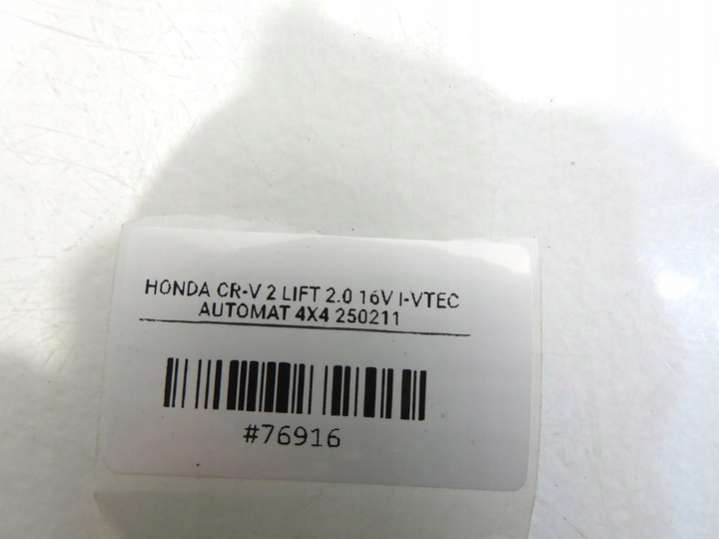 HONDA CR-V 2 LIFT 2.0 16V I-VTEC
AUTOMAT 4X4 250211
#76916